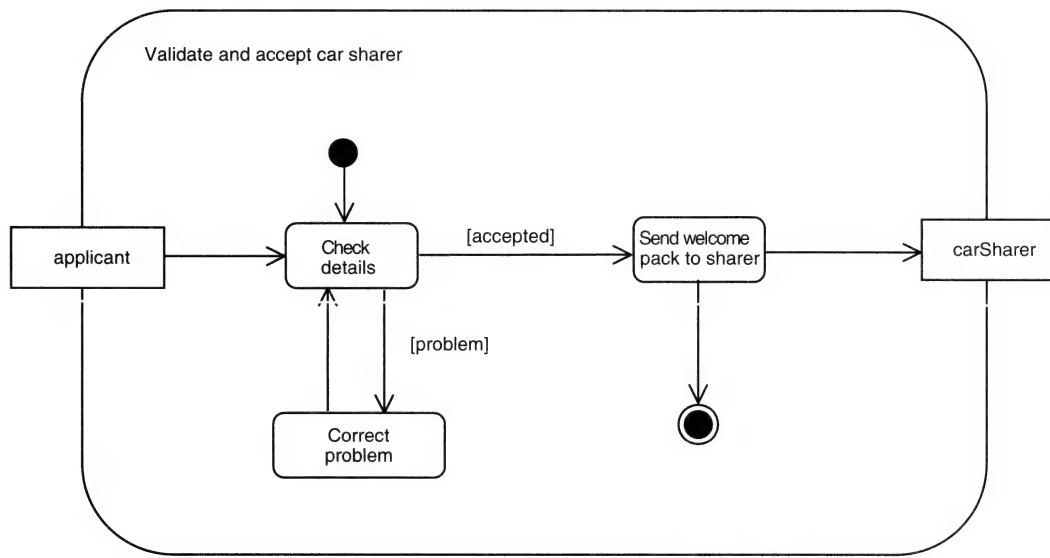 Validate and accept car sharer
applicant
Check
details
[accepted]
Send welcome
pack to sharer
carSharer
[problem]
Correct
problem